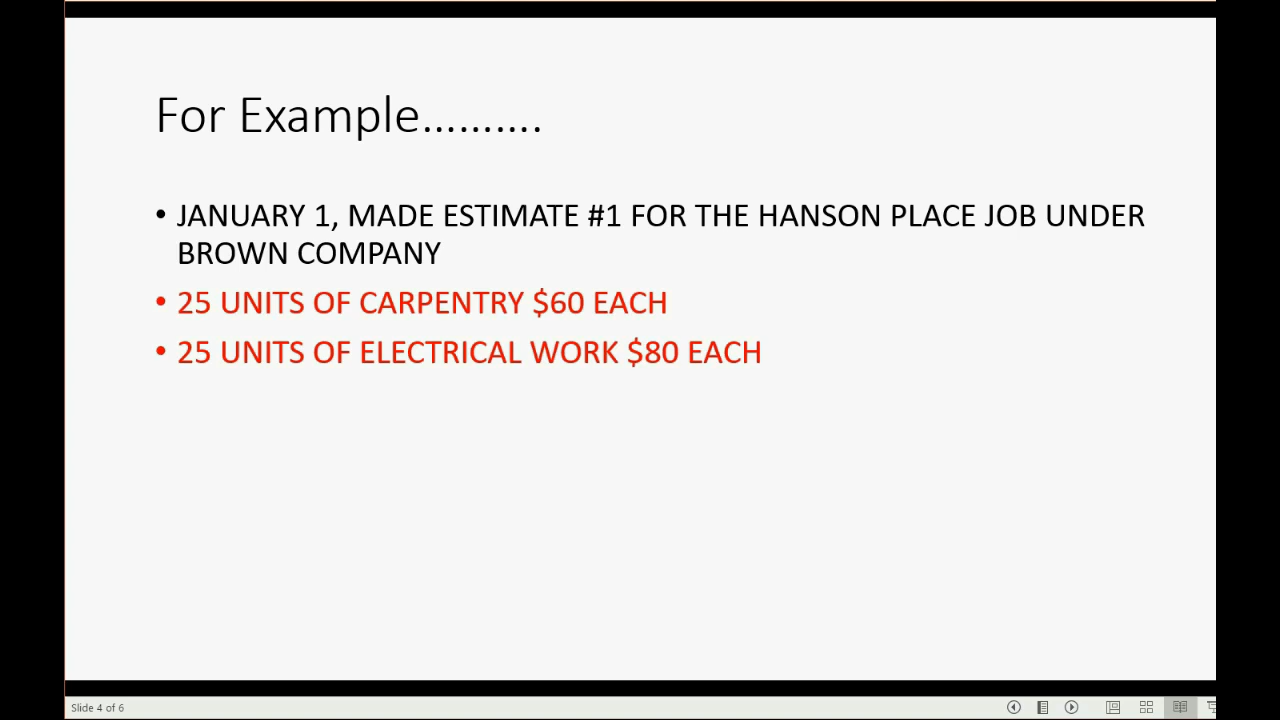 For Example..........
• JANUARY 1, MADE ESTIMATE #1 FOR THE HANSON PLACE JOB UNDER
BROWN COMPANY
• 25 UNITS OF CARPENTRY $60 EACH
• 25 UNITS OF ELECTRICAL WORK $80 EACH
Slide 4 of 6